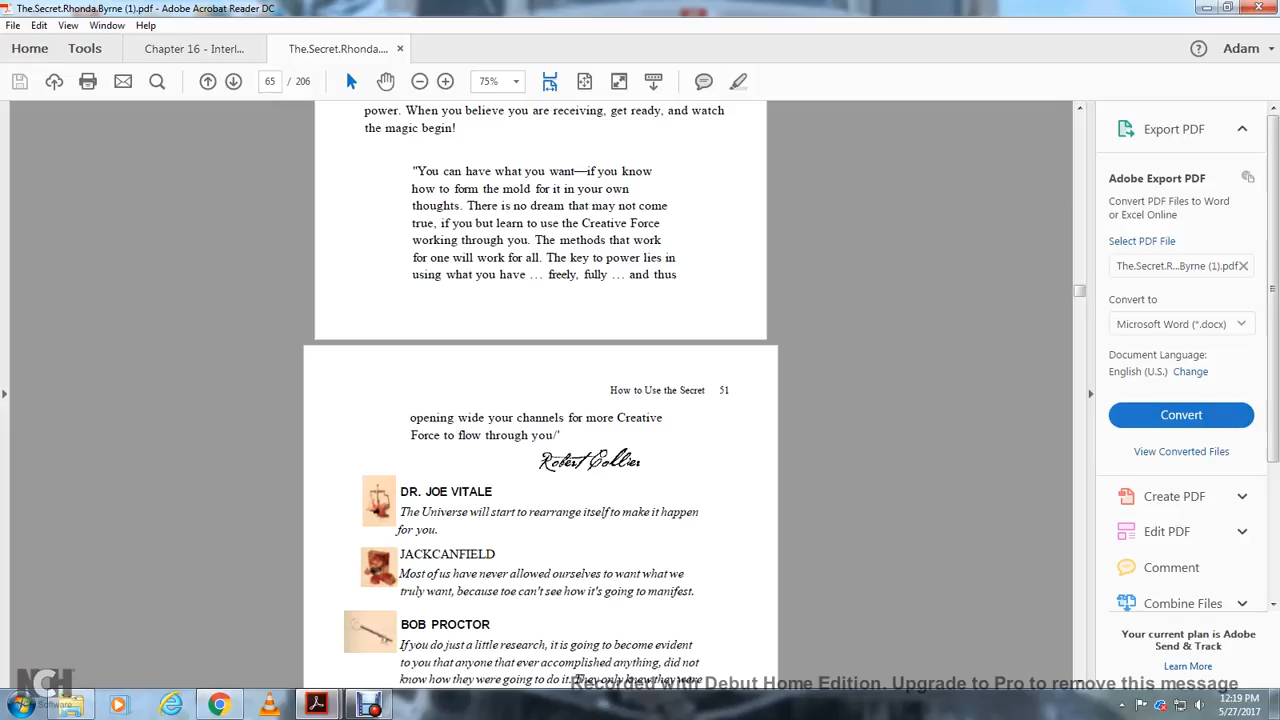 The.Secret.Rhonda.Byrne (1).pdf - Adobe Acrobat Reader DC
File Edit View Window Help
Home Tools Chapter 16 - Interl... The.Secret.Rhonda.... × ? Adam
65 / 206 75%
power. When you believe you are receiving, get ready, and watch
the magic begin!
"You can have what you want—if you know
how to form the mold for it in your own
thoughts. There is no dream that may not come
true, if you but learn to use the Creative Force
working through you. The methods that work
for one will work for all. The key to power lies in
using what you have … freely, fully … and thus
How to Use the Secret 51
opening wide your channels for more Creative
Force to flow through you/'
Robert Collier
DR. JOE VITALE
The Universe will start to rearrange itself to make it happen
for you.
JACKCANFIELD
Most of us have never allowed ourselves to want what we
truly want, because toe can't see how it's going to manifest.
BOB PROCTOR
If you do just a little research, it is going to become evident
to you that anyone that ever accomplished anything, did not
know how they were going to do it. They only knew they were
Export PDF
Adobe Export PDF
Convert PDF Files to Word
or Excel Online
Select PDF File
The.Secret.R...Byrne (1).pdf
Convert to
Microsoft Word (*.docx)
Document Language:
English (U.S.) Change
Convert
View Converted Files
Create PDF
Edit PDF
Comment
Combine Files
Your current plan is Adobe
Send & Track
Learn More
NCH
Software
Recorded with Debut Home Edition. Upgrade to Pro to remove this message
12:19 PM
5/27/2017